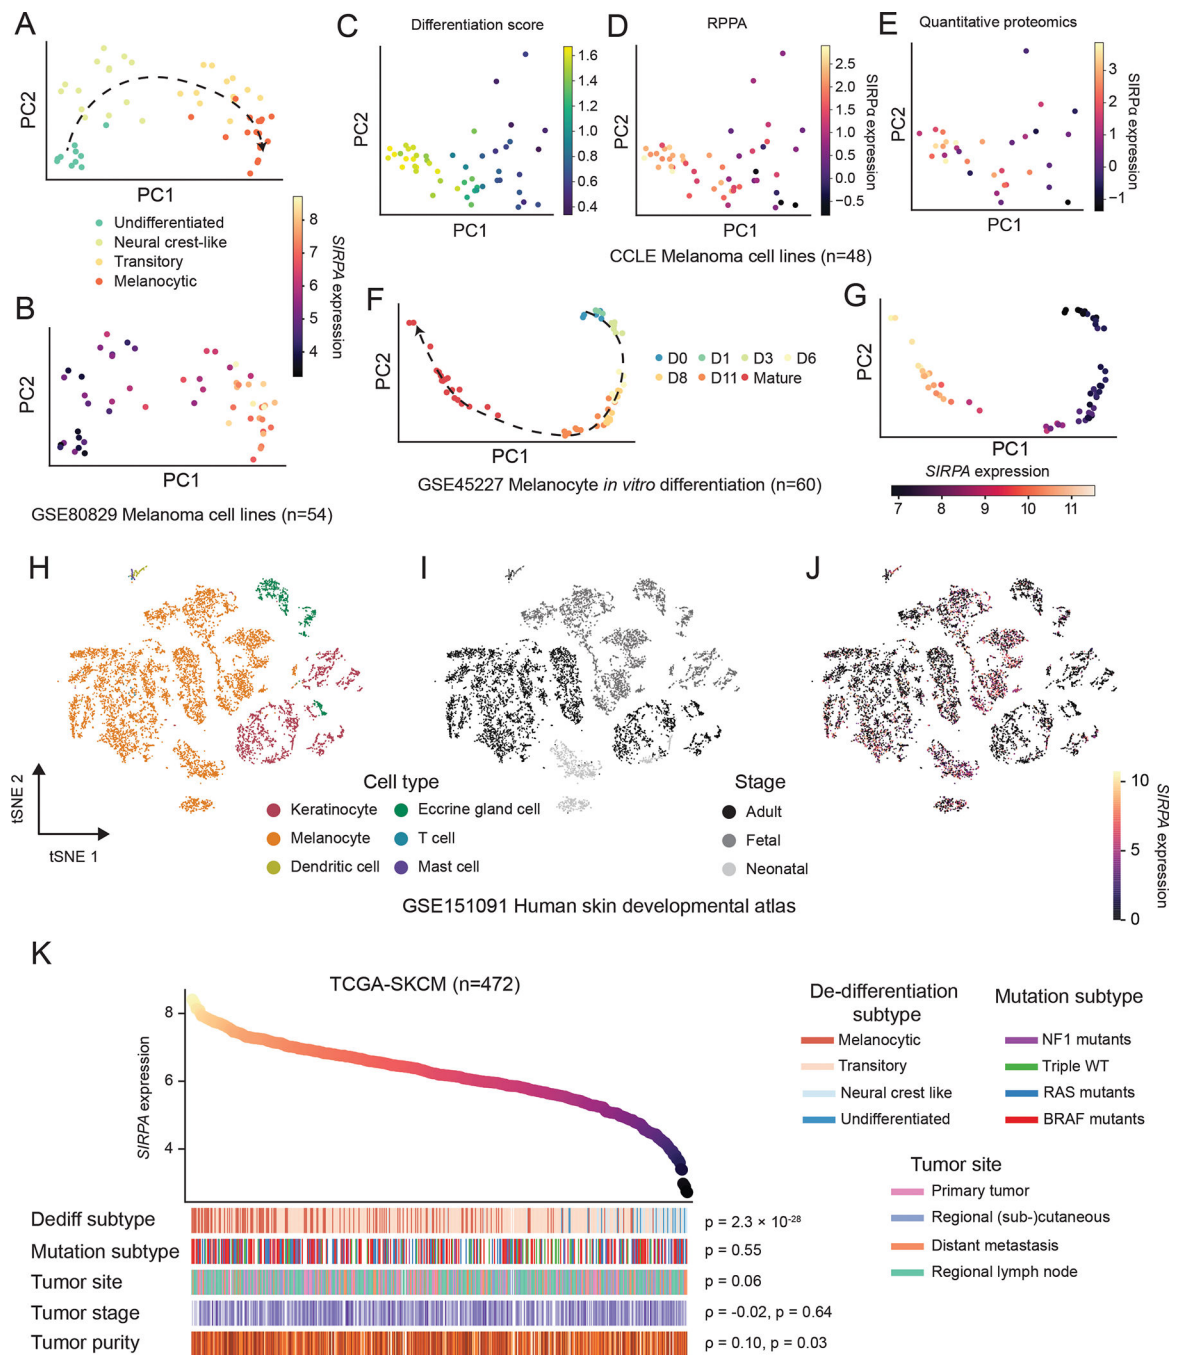 A
PC2
PC1
Undifferentiated
Neural crest-like
Transitory
Melanocytic
B
PC2
PC1
8
7
6
5
4
SIRPA expression
GSE80829 Melanoma cell lines (n=54)
C
Differentiation score
PC2
PC1
1.6
1.4
1.2
1.0
0.8
0.6
0.4
D
RPPA
PC2
PC1
2.5
2.0
1.5
1.0
0.5
0.0
−0.5
SIRPα expression
E
Quantitative proteomics
PC2
PC1
3
2
1
0
−1
SIRPα expression
CCLE Melanoma cell lines (n=48)
F
PC2
PC1
D0 D1 D3 D6
D8 D11 Mature
G
PC2
PC1
SIRPA expression
7 8 9 10 11
GSE45227 Melanocyte in vitro differentiation (n=60)
H
tSNE 2
tSNE 1
Cell type
Keratinocyte
Melanocyte
Dendritic cell
Eccrine gland cell
T cell
Mast cell
I
Stage
Adult
Fetal
Neonatal
J
10
5
0
SIRPA expression
GSE151091 Human skin developmental atlas
K
TCGA-SKCM (n=472)
SIRPA expression
8
6
4
Dediff subtype
p = 2.3 × 10-28
Mutation subtype
p = 0.55
Tumor site
p = 0.06
Tumor stage
ρ = -0.02, p = 0.64
Tumor purity
ρ = 0.10, p = 0.03
De-differentiation
subtype
Melanocytic
Transitory
Neural crest like
Undifferentiated
Mutation subtype
NF1 mutants
Triple WT
RAS mutants
BRAF mutants
Tumor site
Primary tumor
Regional (sub-)cutaneous
Distant metastasis
Regional lymph node